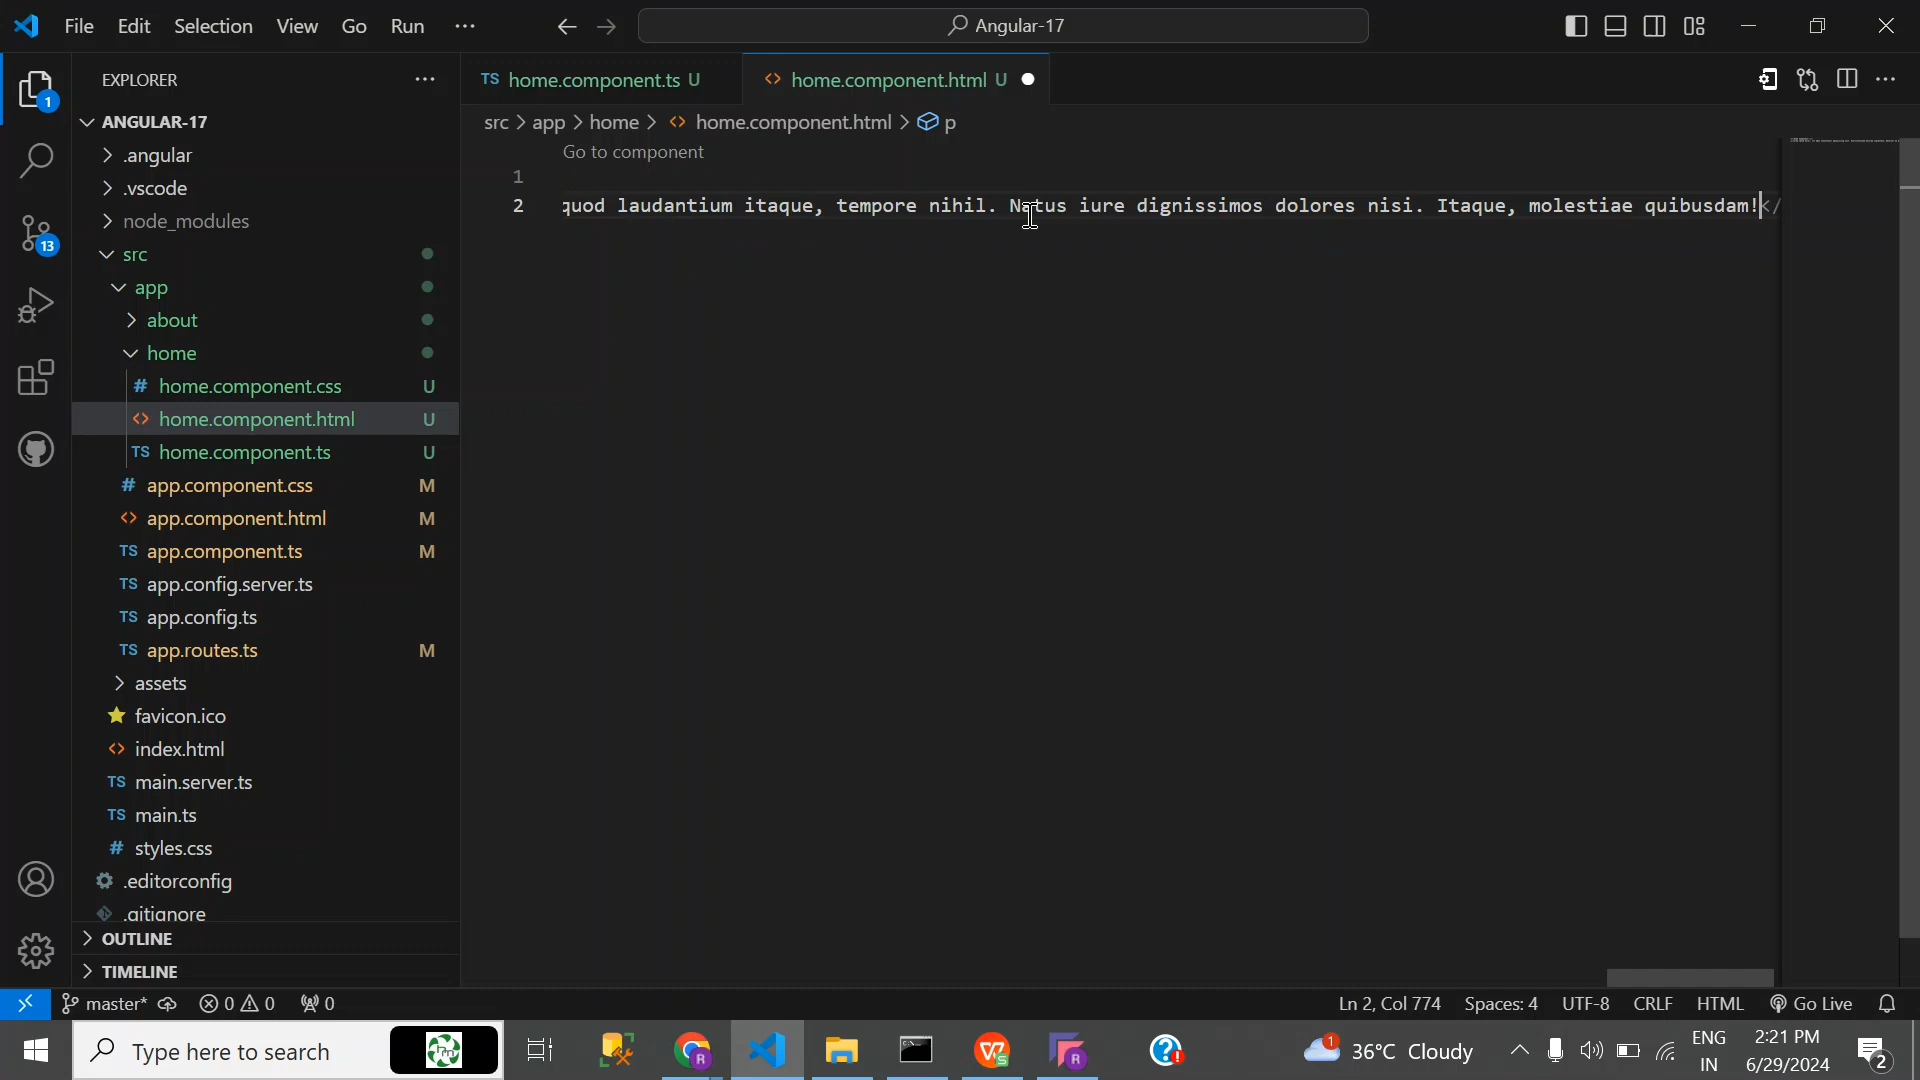 File Edit Selection View Go Run ··· Angular-17
EXPLORER ···
ANGULAR-17
.angular
.vscode
node_modules
src
app
about
home
# home.component.css U
<> home.component.html U
TS home.component.ts U
# app.component.css M
<> app.component.html M
TS app.component.ts M
TS app.config.server.ts
TS app.config.ts
TS app.routes.ts M
assets
favicon.ico
<> index.html
TS main.server.ts
TS main.ts
# styles.css
.editorconfig
.gitignore
OUTLINE
TIMELINE
1
13
TS home.component.ts U <> home.component.html U
src > app > home > <> home.component.html > p
Go to component
1
2 quod laudantium itaque, tempore nihil. Natus iure dignissimos dolores nisi. Itaque, molestiae quibusdam!</
master* 0 0 0 Ln 2, Col 774 Spaces: 4 UTF-8 CRLF HTML Go Live
Type here to search 1 36°C Cloudy ENG IN 2:21 PM 6/29/2024 2